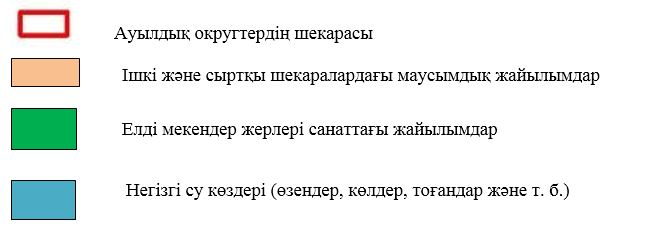 Ауылдық округтердің шекарасы
Ішкі және сыртқы шекаралардағы маусымдық жайылымдар
Елді мекендер жерлері санаттағы жайылымдар
Негізгі су көздері (өзендер, көлдер, тоғандар және т. б.)